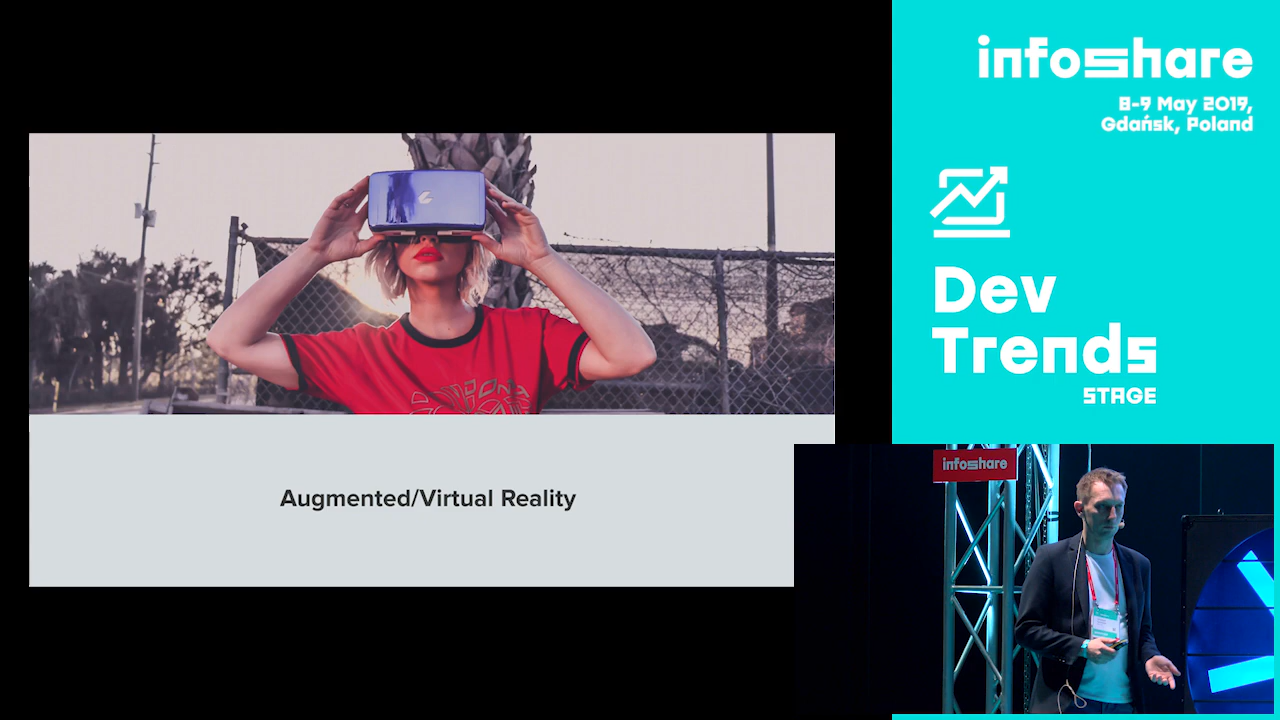 infoshare
8-9 May 2019,
Gdańsk, Poland
Dev
Trends
STAGE
Augmented/Virtual Reality
infoshare